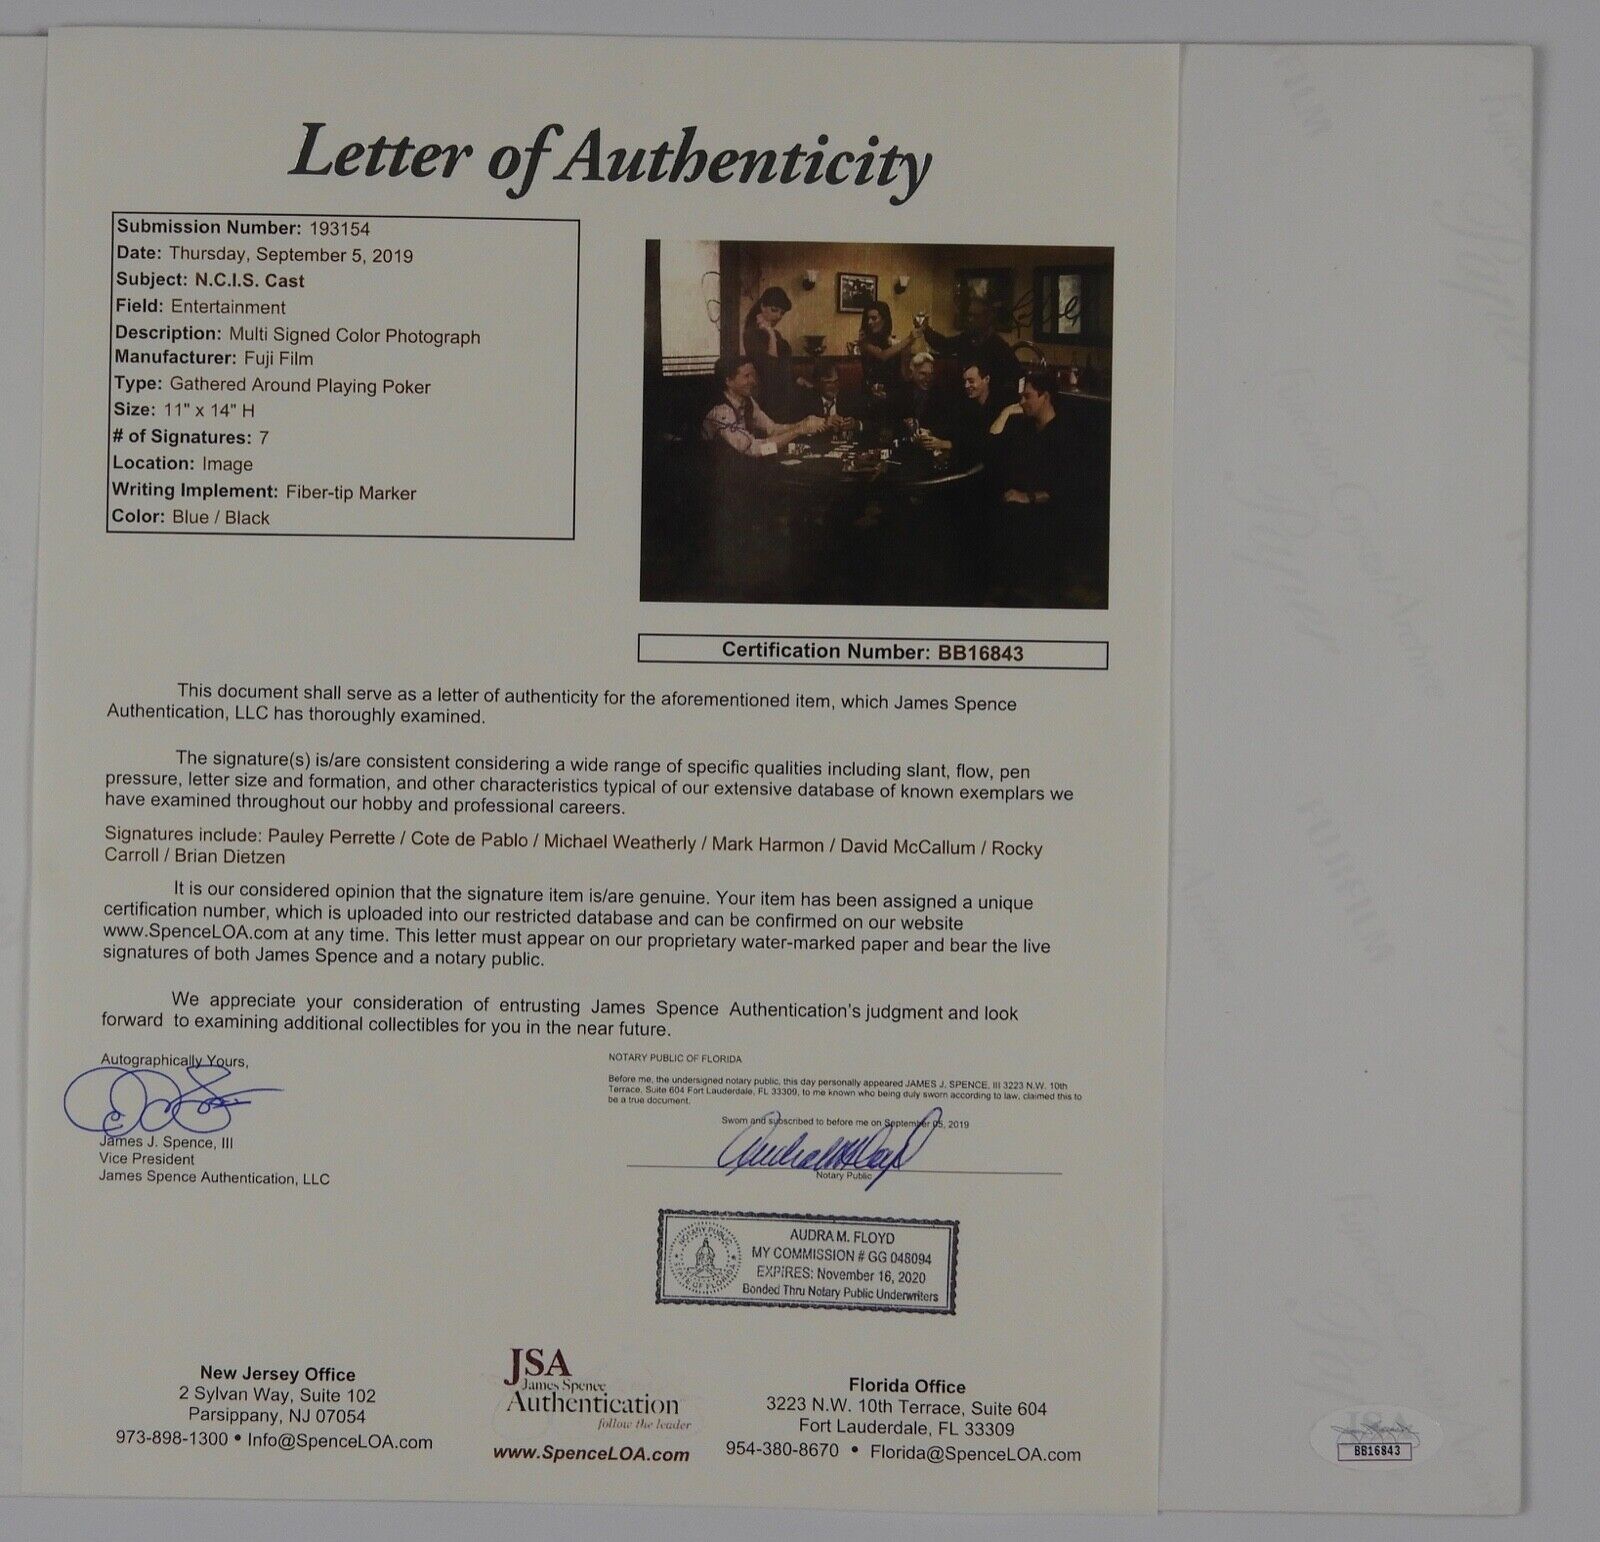 Letter of Authenticity
Submission Number: 193154
Date: Thursday, September 5, 2019
Subject: N.C.I.S. Cast
Field: Entertainment
Description: Multi Signed Color Photograph
Manufacturer: Fuji Film
Type: Gathered Around Playing Poker
Size: 11" x 14" H
# of Signatures: 7
Location: Image
Writing Implement: Fiber-tip Marker
Color: Blue / Black
Certification Number: BB16843
This document shall serve as a letter of authenticity for the aforementioned item, which James Spence
Authentication, LLC has thoroughly examined.
The signature(s) is/are consistent considering a wide range of specific qualities including slant, flow, pen
pressure, letter size and formation, and other characteristics typical of our extensive database of known exemplars we
have examined throughout our hobby and professional careers.
Signatures include: Pauley Perrette / Cote de Pablo / Michael Weatherly / Mark Harmon / David McCallum / Rocky
Carroll / Brian Dietzen
It is our considered opinion that the signature item is/are genuine. Your item has been assigned a unique
certification number, which is uploaded into our restricted database and can be confirmed on our website
www.SpenceLOA.com at any time. This letter must appear on our proprietary water-marked paper and bear the live
signatures of both James Spence and a notary public.
We appreciate your consideration of entrusting James Spence Authentication's judgment and look
forward to examining additional collectibles for you in the near future.
Autographically Yours,
James J. Spence, III
Vice President
James Spence Authentication, LLC
NOTARY PUBLIC OF FLORIDA
Before me, the undersigned notary public, this day personally appeared JAMES J. SPENCE, III 3223 N.W. 10th
Terrace, Suite 604 Fort Lauderdale, FL 33309, to me known who being duly sworn according to law, claimed this to
be a true document.
Sworn and subscribed to before me on September 05, 2019
Notary Public
NOTARY PUBLIC
AUDRA M. FLOYD
MY COMMISSION # GG 048094
EXPIRES: November 16, 2020
Bonded Thru Notary Public Underwriters
New Jersey Office
2 Sylvan Way, Suite 102
Parsippany, NJ 07054
973-898-1300 • Info@SpenceLOA.com
JSA
James Spence
Authentication
follow the leader
www.SpenceLOA.com
Florida Office
3223 N.W. 10th Terrace, Suite 604
Fort Lauderdale, FL 33309
954-380-8670 • Florida@SpenceLOA.com
JSA
BB16843